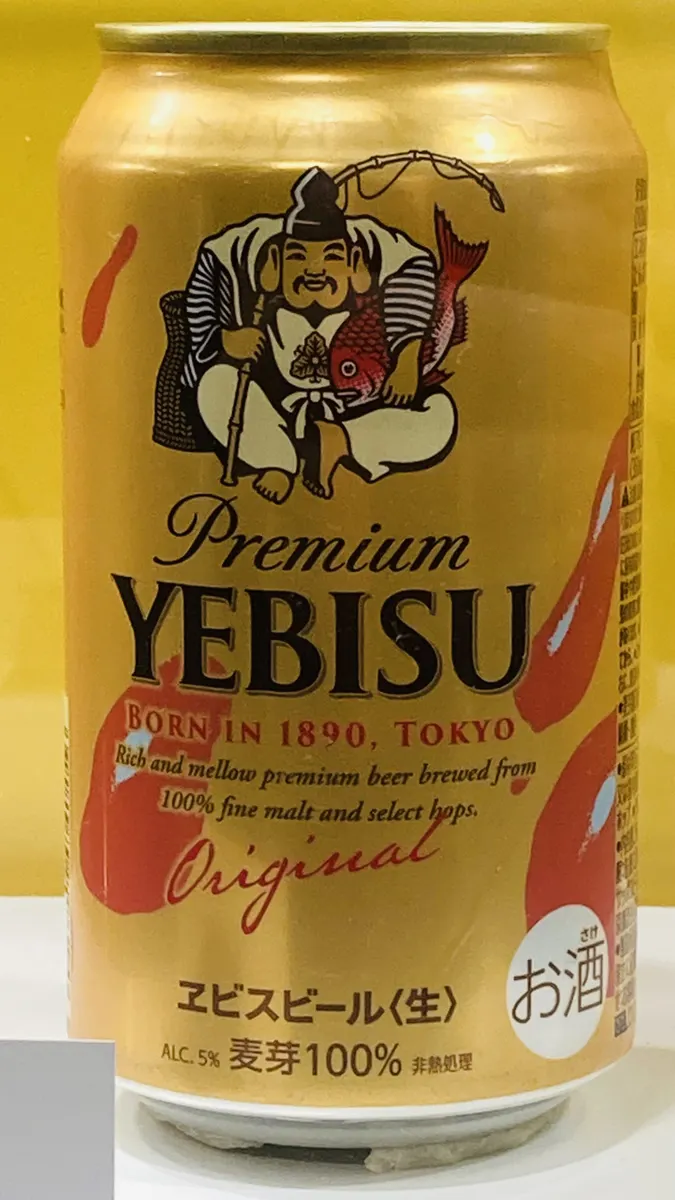 Premium
YEBISU
BORN IN 1890, TOKYO
Rich and mellow premium beer brewed from
100% fine malt and select hops.
Original
さけ
お酒
ヱビスビール〈生〉
ALC. 5% 麦芽100% 非熱処理